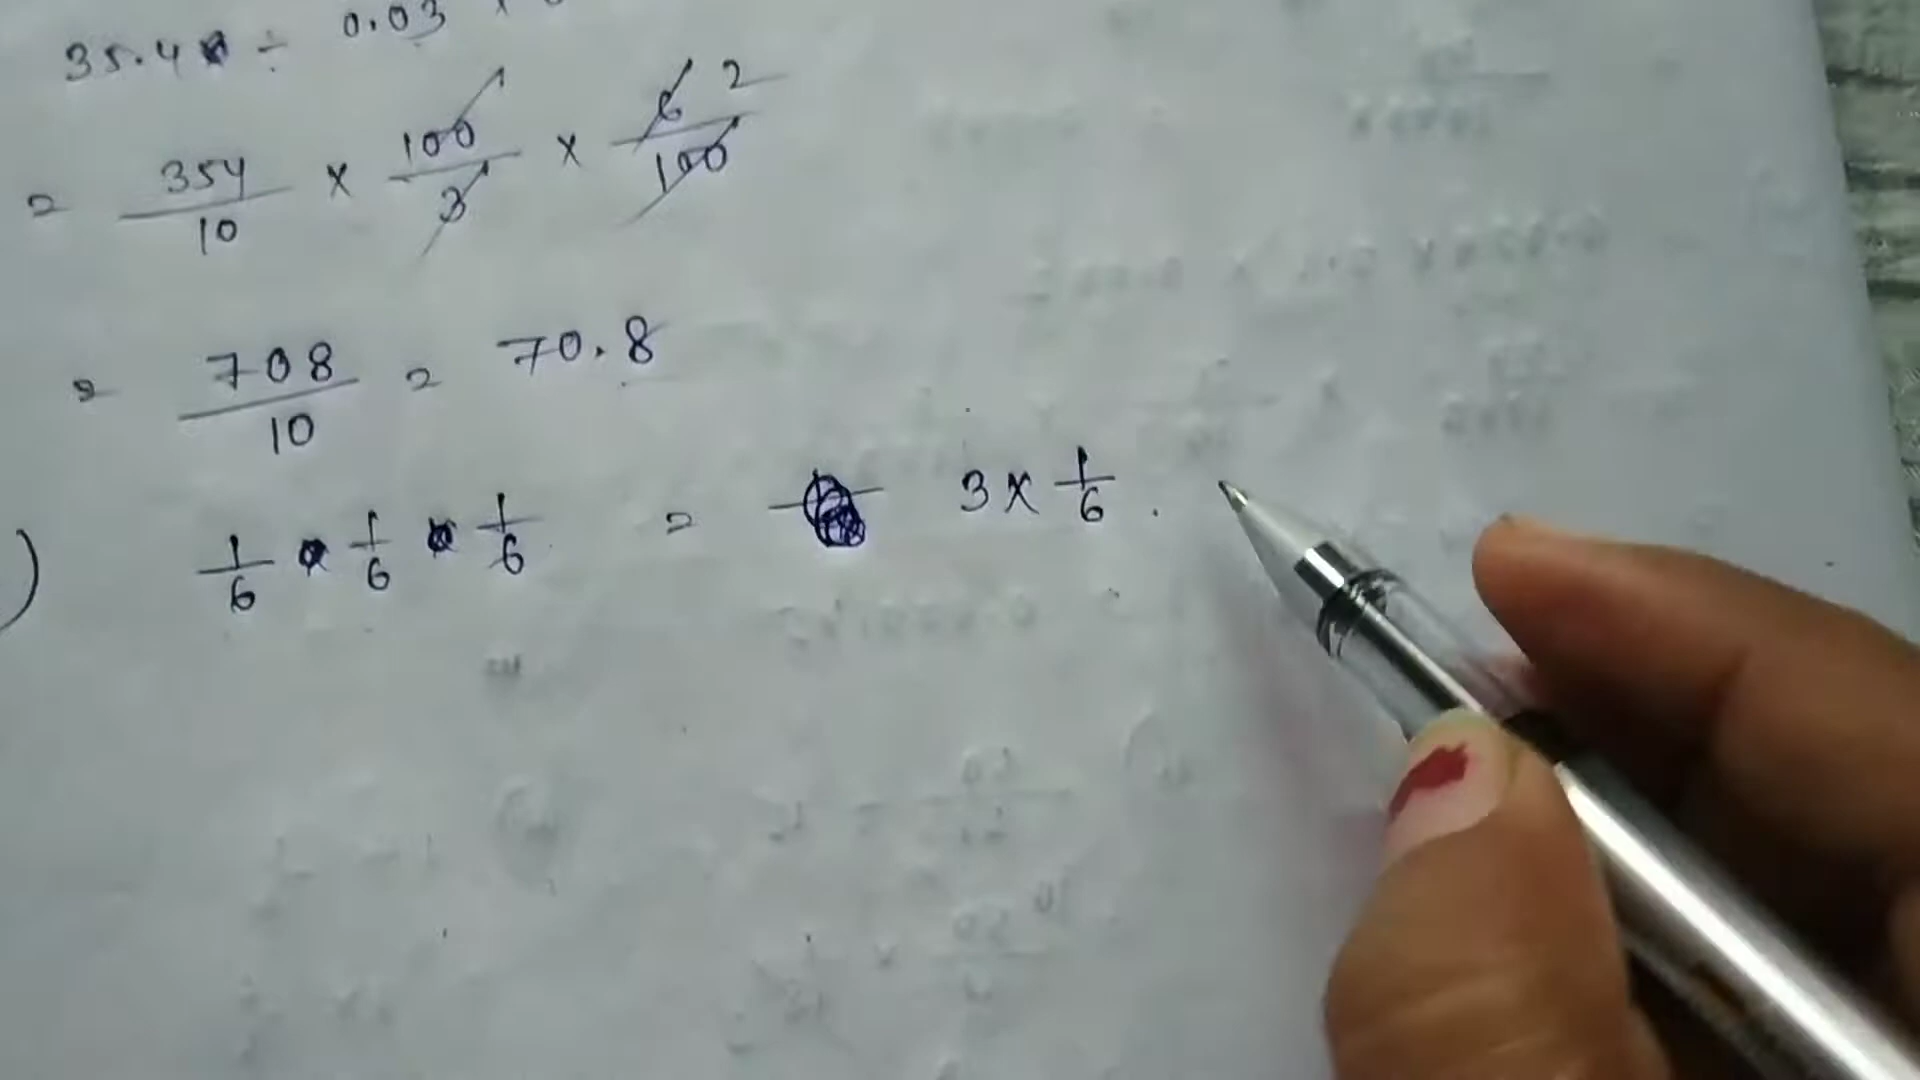 35.4 ÷ 0.03 ×
= 354/10 × 100/3 × 6/100 2
= 708/10 = 70.8
) 1/6 • 1/6 • 1/6 = 3 × 1/6 .